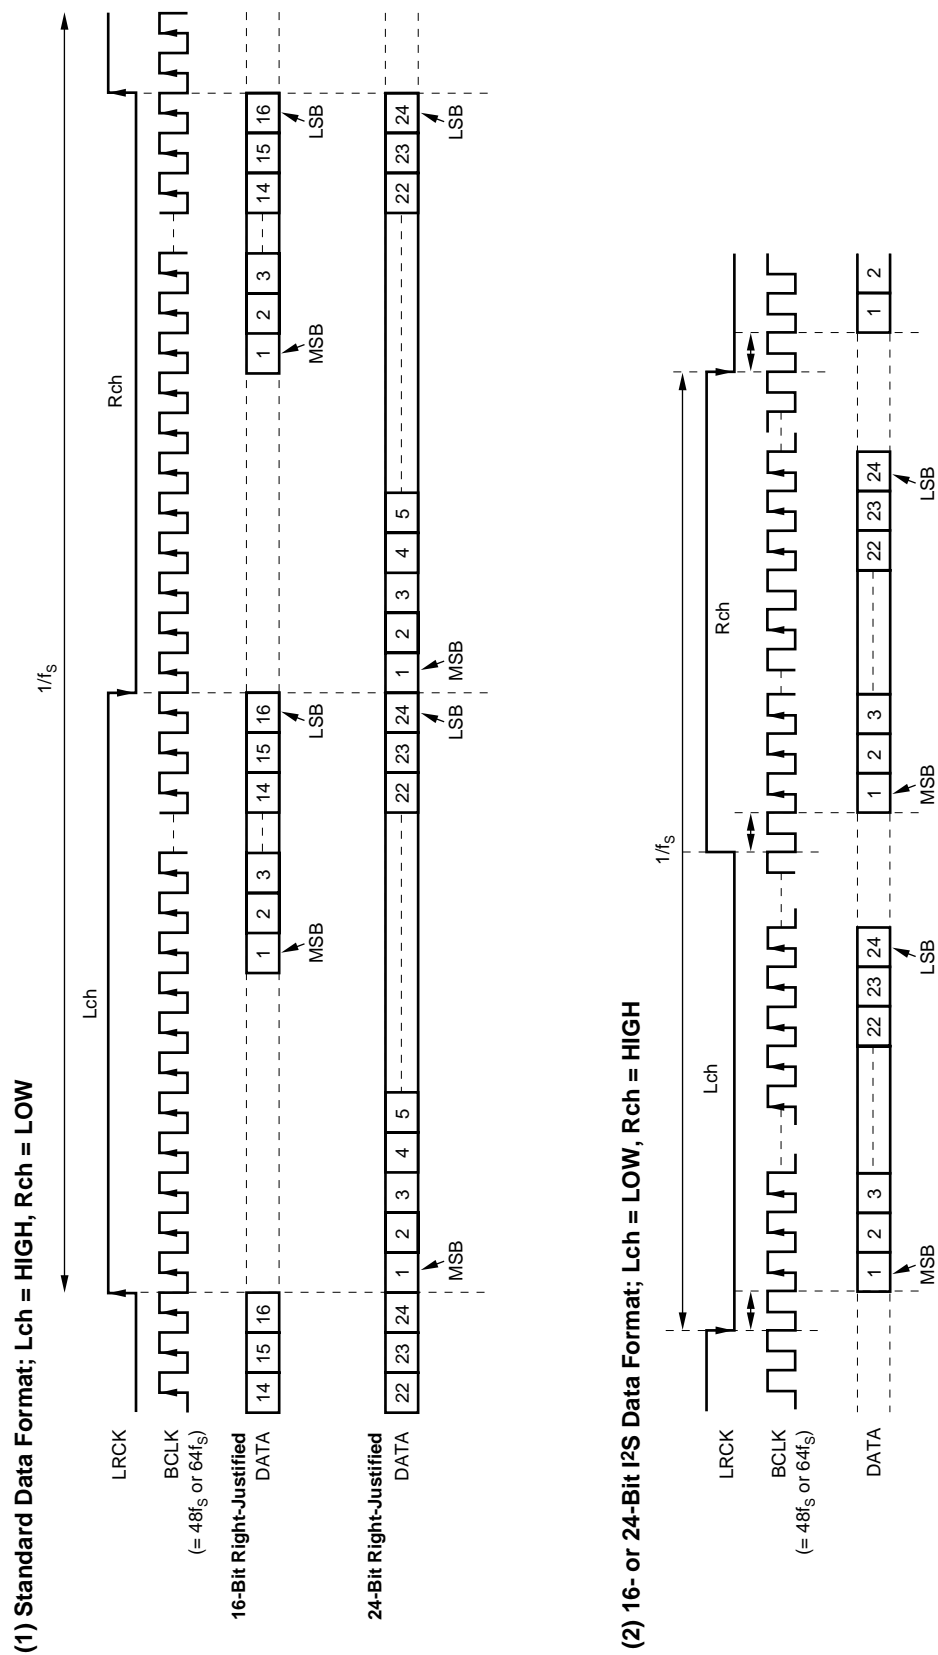 (1) Standard Data Format; Lch = HIGH, Rch = LOW
1/fS
LRCK
Lch
Rch
BCLK
(= 48fS or 64fS)
16-Bit Right-Justified
DATA
14 15 16 1 2 3 14 15 16 1 2 3 14 15 16
MSB LSB MSB LSB
24-Bit Right-Justified
DATA
22 23 24 1 2 3 4 5 22 23 24 1 2 3 4 5 22 23 24
MSB LSB MSB LSB
(2) 16- or 24-Bit I2S Data Format; Lch = LOW, Rch = HIGH
1/fS
LRCK
Lch
Rch
BCLK
(= 48fS or 64fS)
DATA
1 2 3 22 23 24 1 2 3 22 23 24 1 2
MSB LSB MSB LSB